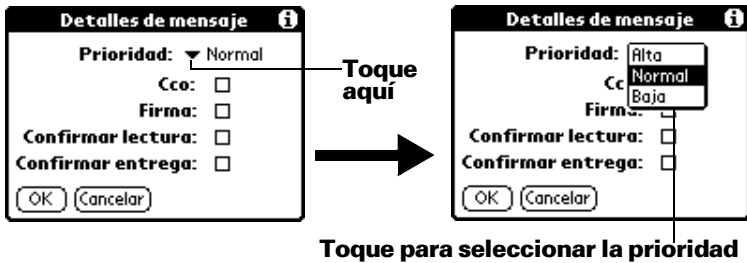 Detalles de mensaje
Prioridad: Normal
Cco:
Firma:
Confirmar lectura:
Confirmar entrega:
OK Cancelar
Toque
aquí
Detalles de mensaje
Prioridad: Alta
Normal
Cc
Baja
Firma:
Confirmar lectura:
Confirmar entrega:
OK Cancelar
Toque para seleccionar la prioridad